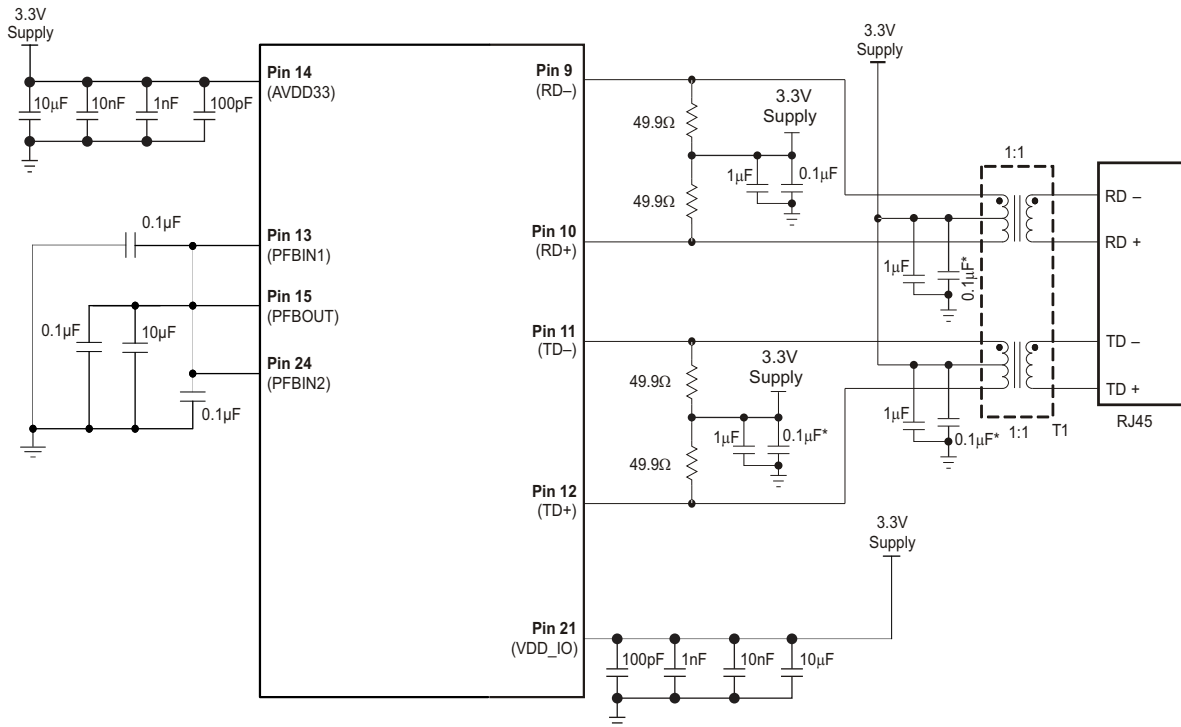 3.3V
Supply
10µF
10nF
1nF
100pF
Pin 14
(AVDD33)
0.1µF
Pin 13
(PFBIN1)
Pin 15
(PFBOUT)
0.1µF
10µF
Pin 24
(PFBIN2)
0.1µF
Pin 9
(RD–)
49.9Ω
3.3V
Supply
1µF
0.1µF
49.9Ω
Pin 10
(RD+)
Pin 11
(TD–)
49.9Ω
3.3V
Supply
1µF
0.1µF*
49.9Ω
Pin 12
(TD+)
3.3V
Supply
1:1
1µF
0.1µF*
RD –
RD +
TD –
TD +
1µF
0.1µF*
1:1
T1
RJ45
3.3V
Supply
Pin 21
(VDD_IO)
100pF
1nF
10nF
10µF